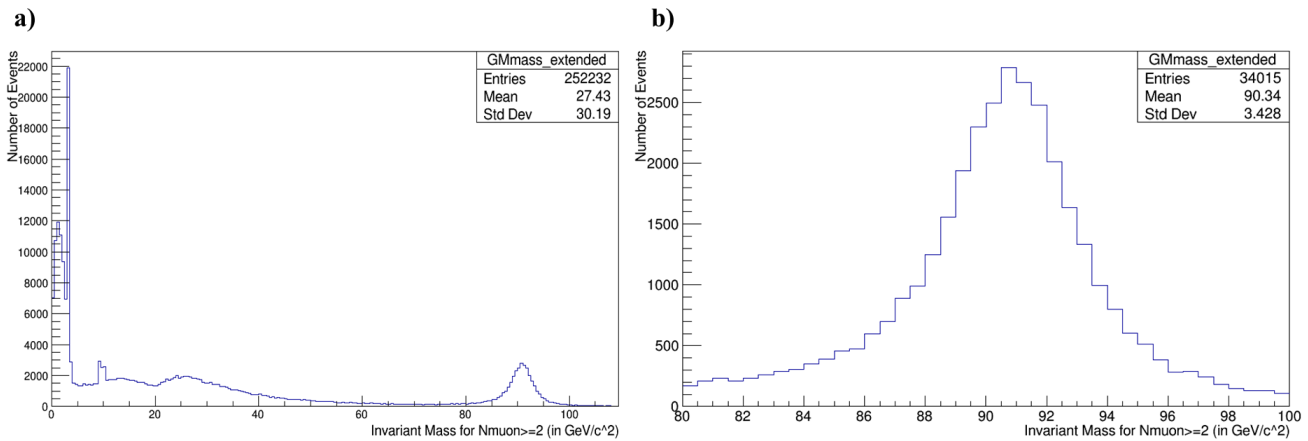 a)
Number of Events
22000
20000
18000
16000
14000
12000
10000
8000
6000
4000
2000
0
GMmass_extended
Entries 252232
Mean 27.43
Std Dev 30.19
0 20 40 60 80 100
Invariant Mass for Nmuon>=2 (in GeV/c^2)
b)
Number of Events
2500
2000
1500
1000
500
0
GMmass_extended
Entries 34015
Mean 90.34
Std Dev 3.428
80 82 84 86 88 90 92 94 96 98 100
Invariant Mass for Nmuon>=2 (in GeV/c^2)